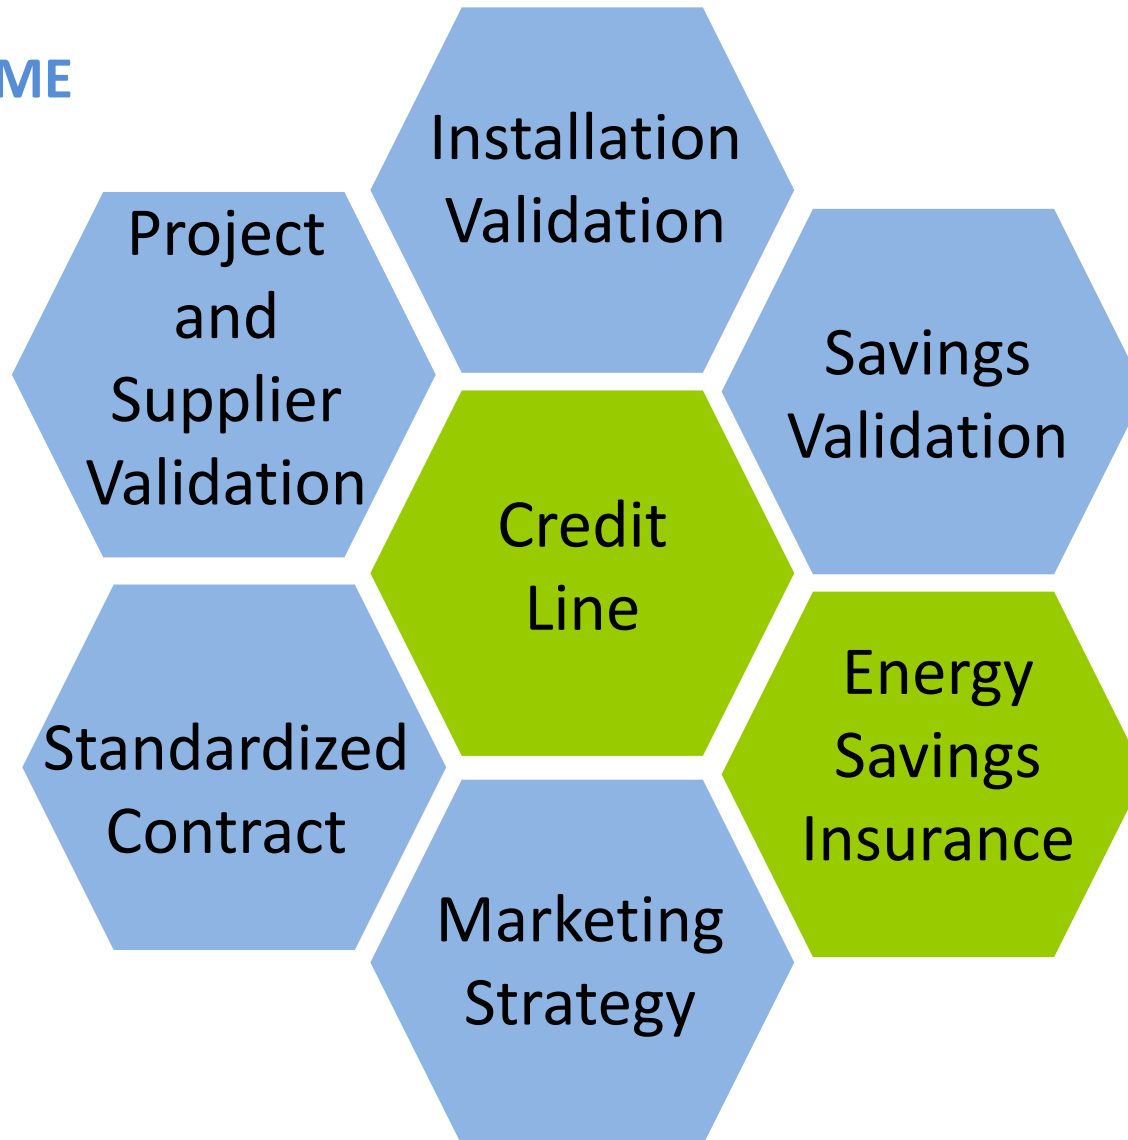 ME
Installation
Validation
Project
and
Supplier
Validation
Savings
Validation
Credit
Line
Energy
Savings
Insurance
Standardized
Contract
Marketing
Strategy